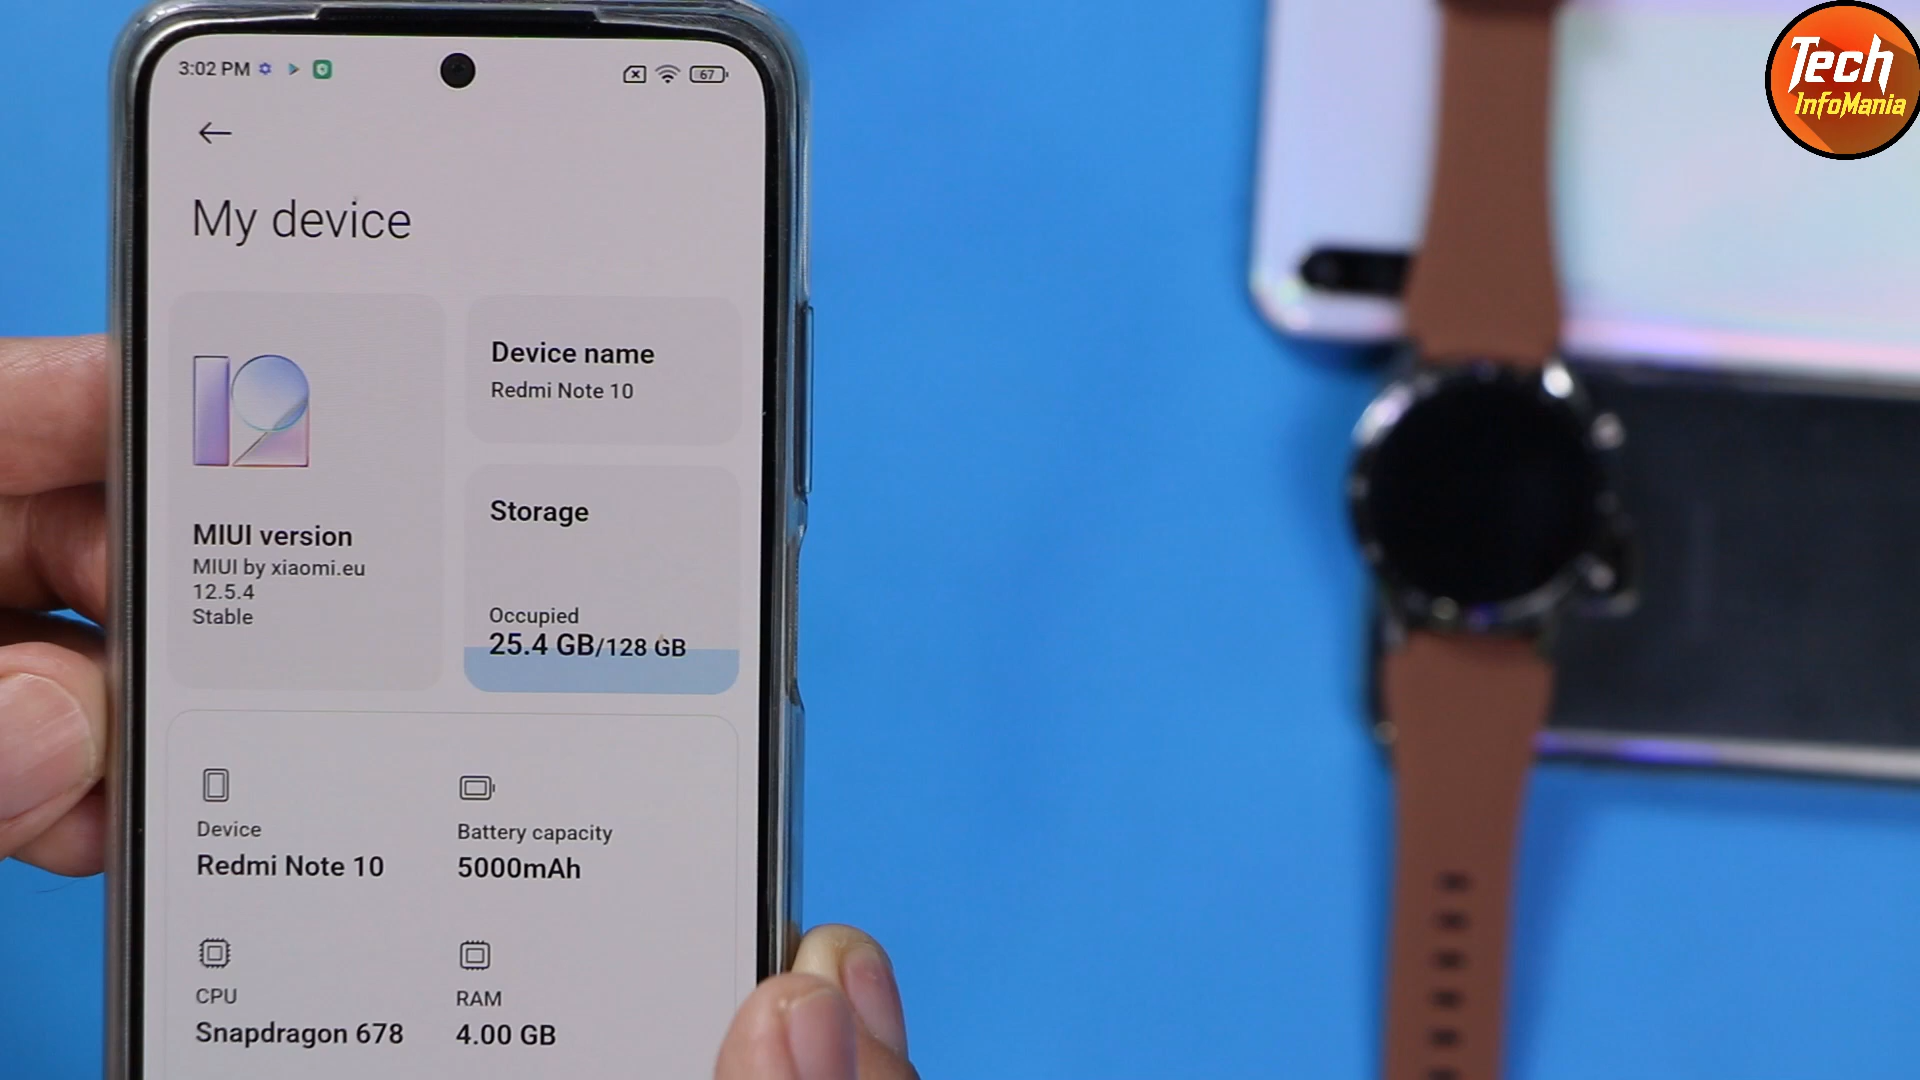 3:02 PM
67
Tech
InfoMania
My device
Device name
Redmi Note 10
MIUI version
MIUI by xiaomi.eu
12.5.4
Stable
Storage
Occupied
25.4 GB/128 GB
Device
Redmi Note 10
Battery capacity
5000mAh
CPU
Snapdragon 678
RAM
4.00 GB